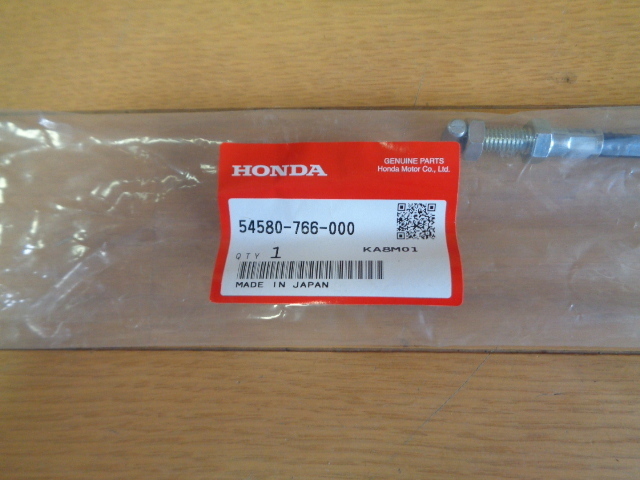 HONDA
GENUINE PARTS
Honda Motor Co., Ltd.
54580-766-000
QTY 1
KA8M01
MADE IN JAPAN